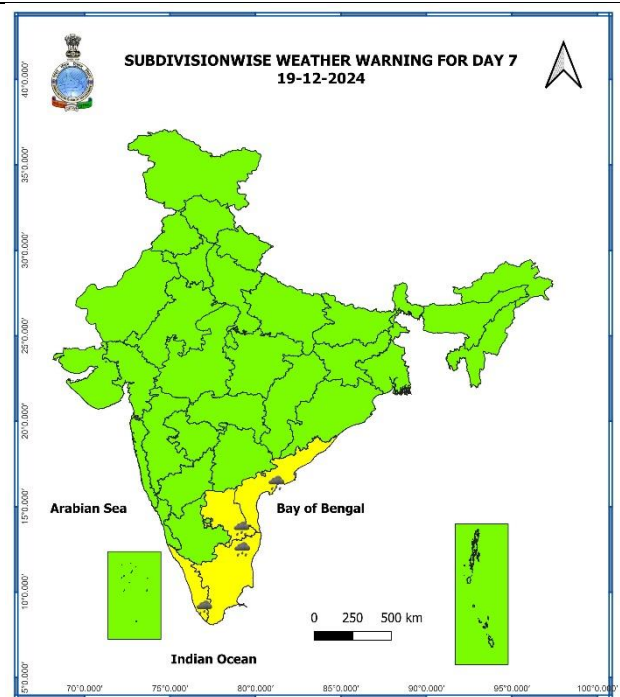 SUBDIVISIONWISE WEATHER WARNING FOR DAY 7
19-12-2024
40°0.000'
35°0.000'
30°0.000'
25°0.000'
20°0.000'
15°0.000'
10°0.000'
5°0.000'
Arabian Sea
Bay of Bengal
0 250 500 km
Indian Ocean
70°0.000' 75°0.000' 80°0.000' 85°0.000' 90°0.000' 95°0.000' 100°0.000'